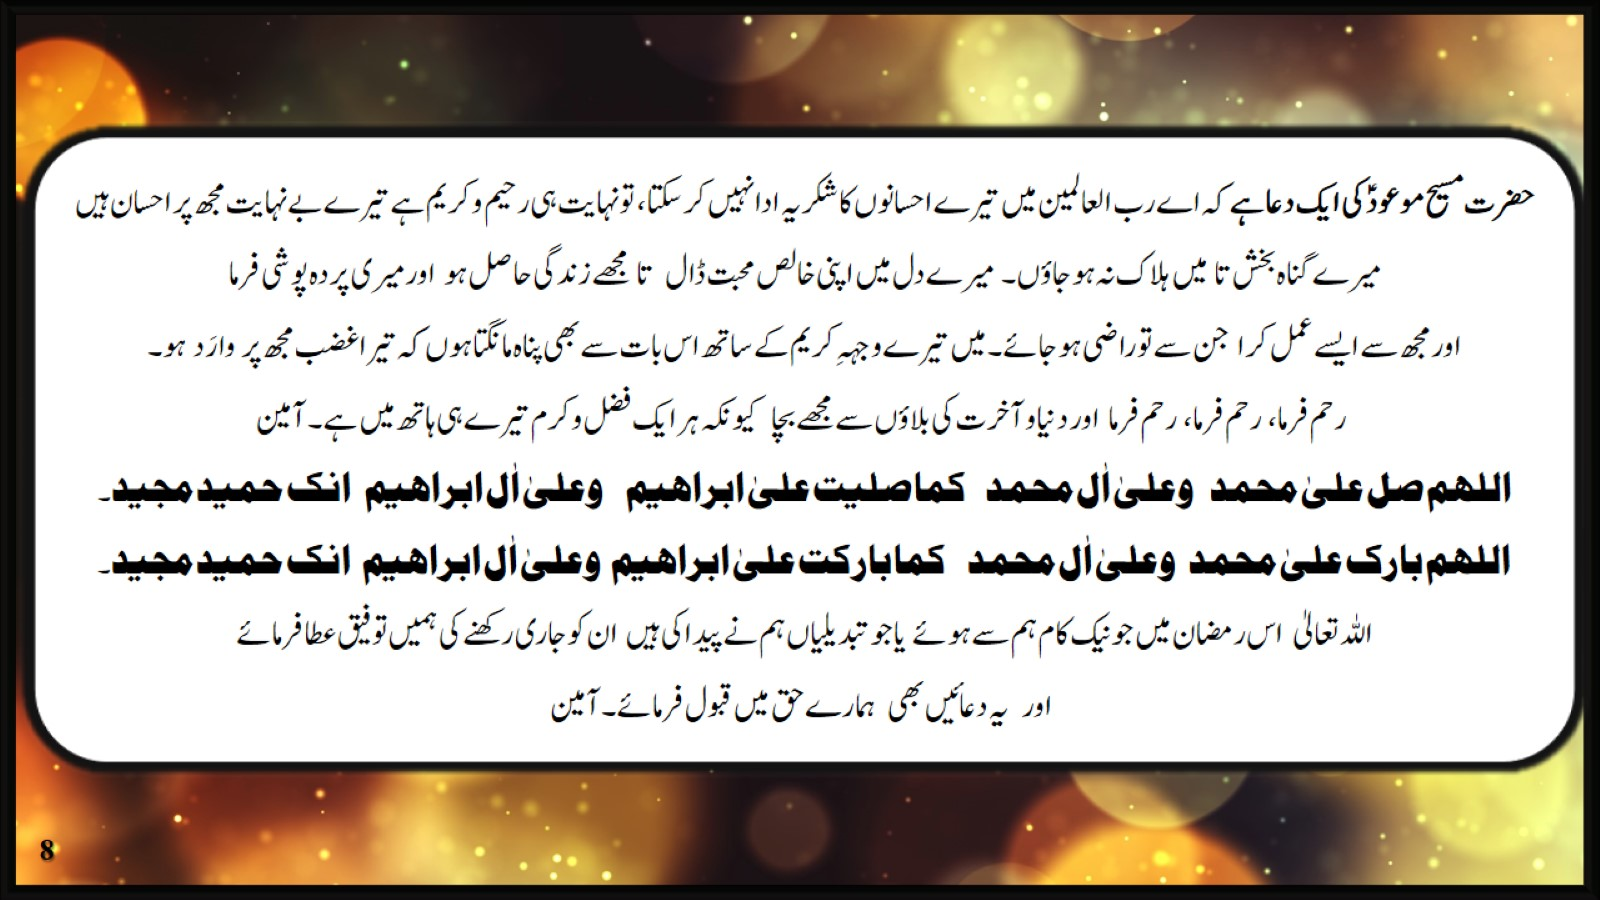 حضرت مسیح موعودؑ کی ایک دعا ہے کہ اے رب العالمین میں تیرے احسانوں کا شکریہ ادا نہیں کر سکتا، تو نہایت ہی رحیم و کریم ہے تیرے بے نہایت مجھ پر احسان ہیں
میرے گناہ بخش تا میں ہلاک نہ ہو جاؤں۔ میرے دل میں اپنی خالص محبت ڈال تا مجھے زندگی حاصل ہو اور میری پردہ پوشی فرما
اور مجھ سے ایسے عمل کرا جن سے تو راضی ہو جائے۔ میں تیرے وجہہِ کریم کے ساتھ اس بات سے بھی پناہ مانگتا ہوں کہ تیرا غضب مجھ پر وارَد ہو۔
رحم فرما، رحم فرما، رحم فرما اور دنیا و آخرت کی بلاؤں سے مجھے بچا کیونکہ ہر ایک فضل و کرم تیرے ہی ہاتھ میں ہے۔ آمین
اللھم صل علیٰ محمد وعلیٰ اٰل محمد کما صلیت علیٰ ابراھیم وعلیٰ اٰل ابراھیم انک حمید مجید۔
اللھم بارک علیٰ محمد وعلیٰ اٰل محمد کما بارکت علیٰ ابراھیم وعلیٰ اٰل ابراھیم انک حمید مجید۔
اللہ تعالیٰ اس رمضان میں جو نیک کام ہم سے ہوئے یا جو تبدیلیاں ہم نے پیدا کی ہیں ان کو جاری رکھنے کی ہمیں توفیق عطا فرمائے
اور یہ دعائیں بھی ہمارے حق میں قبول فرمائے۔ آمین
8